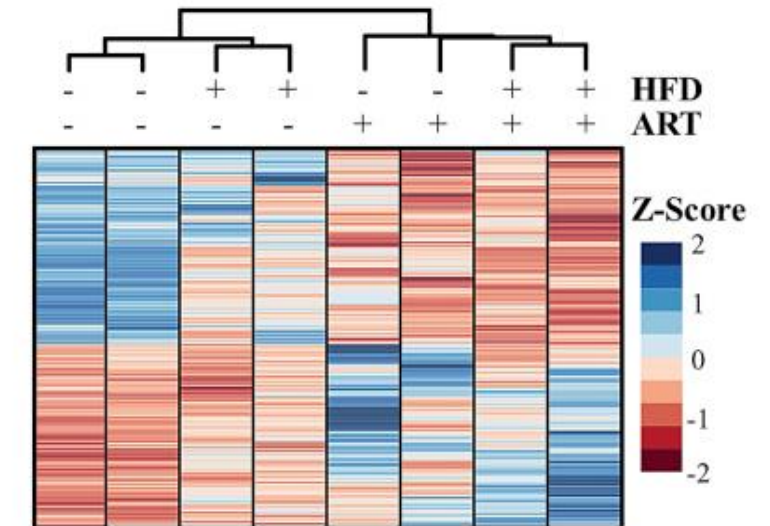 - - + + - - + + HFD
- - - - + + + + ART
Z-Score
2
1
0
-1
-2